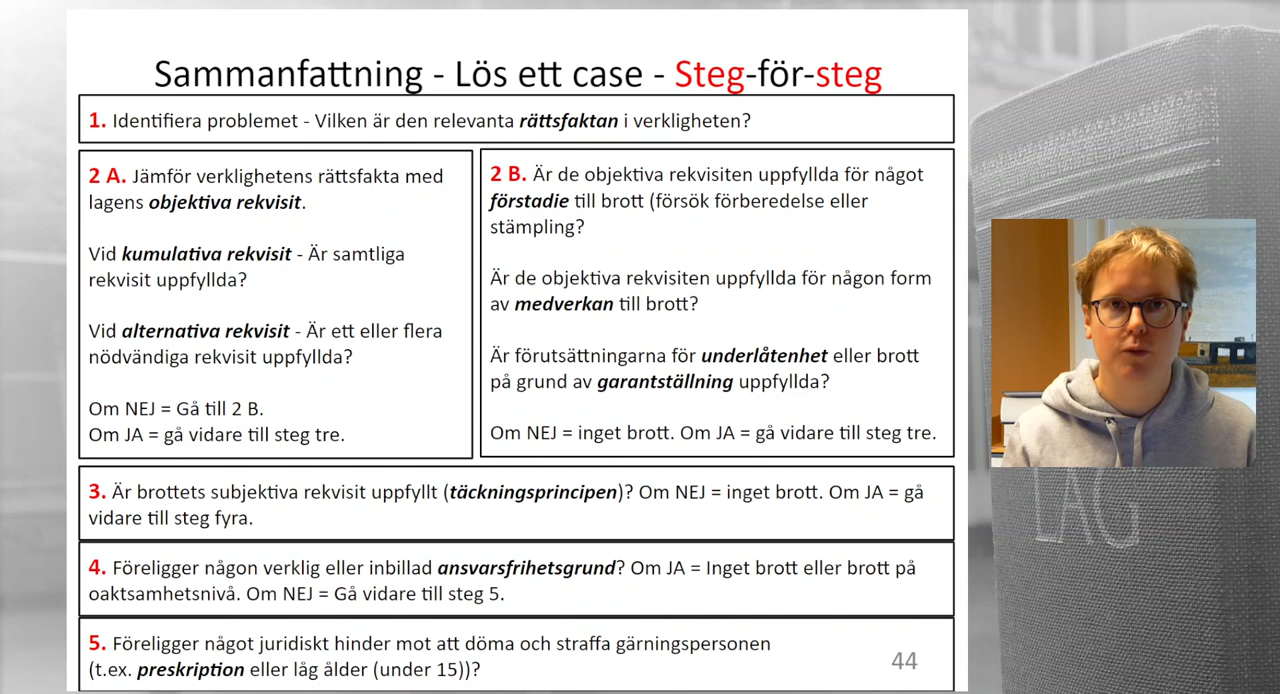 Sammanfattning - Lös ett case - Steg-för-steg
1. Identifiera problemet - Vilken är den relevanta rättsfaktan i verkligheten?
2 A. Jämför verklighetens rättsfakta med
lagens objektiva rekvisit.
Vid kumulativa rekvisit - Är samtliga
rekvisit uppfyllda?
Vid alternativa rekvisit - Är ett eller flera
nödvändiga rekvisit uppfyllda?
Om NEJ = Gå till 2 B.
Om JA = gå vidare till steg tre.
2 B. Är de objektiva rekvisiten uppfyllda för något
förstadie till brott (försök förberedelse eller
stämpling?
Är de objektiva rekvisiten uppfyllda för någon form
av medverkan till brott?
Är förutsättningarna för underlåtenhet eller brott
på grund av garantställning uppfyllda?
Om NEJ = inget brott. Om JA = gå vidare till steg tre.
3. Är brottets subjektiva rekvisit uppfyllt (täckningsprincipen)? Om NEJ = inget brott. Om JA = gå
vidare till steg fyra.
4. Föreligger någon verklig eller inbillad ansvarsfrihetsgrund? Om JA = Inget brott eller brott på
oaktsamhetsnivå. Om NEJ = Gå vidare till steg 5.
5. Föreligger något juridiskt hinder mot att döma och straffa gärningspersonen
(t.ex. preskription eller låg ålder (under 15))?
44
LAG